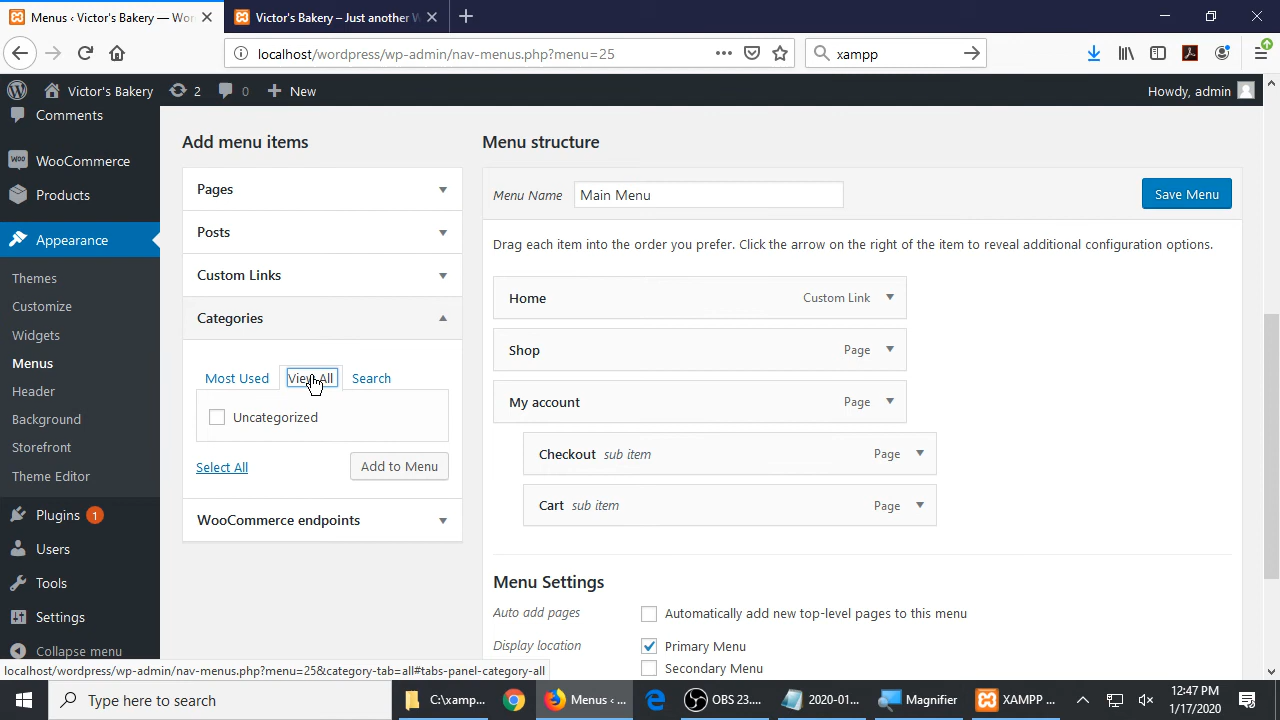 Menus ‹ Victor's Bakery — Wor
Victor's Bakery – Just another W
localhost/wordpress/wp-admin/nav-menus.php?menu=25
xampp
Victor's Bakery
2
0
New
Howdy, admin
Comments
WooCommerce
Products
Appearance
Themes
Customize
Widgets
Menus
Header
Background
Storefront
Theme Editor
Plugins 1
Users
Tools
Settings
Collapse menu
Add menu items
Pages
Posts
Custom Links
Categories
Most Used View All Search
Uncategorized
Select All
Add to Menu
WooCommerce endpoints
Menu structure
Menu Name Main Menu
Save Menu
Drag each item into the order you prefer. Click the arrow on the right of the item to reveal additional configuration options.
Home Custom Link
Shop Page
My account Page
Checkout sub item Page
Cart sub item Page
Menu Settings
Auto add pages Automatically add new top-level pages to this menu
Display location Primary Menu
Secondary Menu
localhost/wordpress/wp-admin/nav-menus.php?menu=25&category-tab=all#tabs-panel-category-all
Type here to search
C:\xamp...
Menus ‹ ...
OBS 23....
2020-01...
Magnifier
XAMPP ...
12:47 PM
1/17/2020